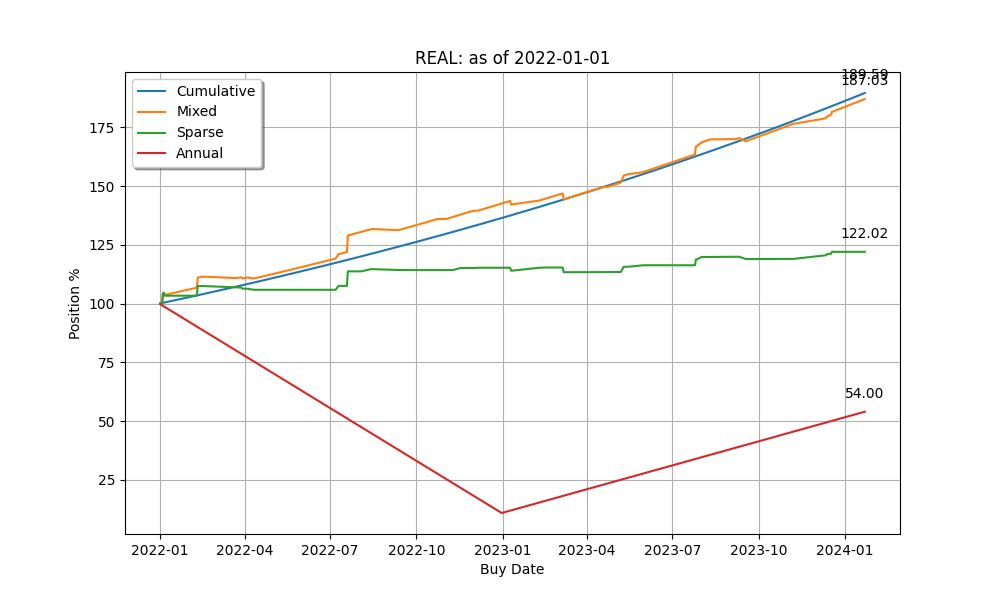 REAL: as of 2022-01-01
189.59
187.03
Cumulative
Mixed
Sparse
Annual
175
150
125
100
75
50
25
122.02
54.00
Position %
2022-01 2022-04 2022-07 2022-10 2023-01 2023-04 2023-07 2023-10 2024-01
Buy Date